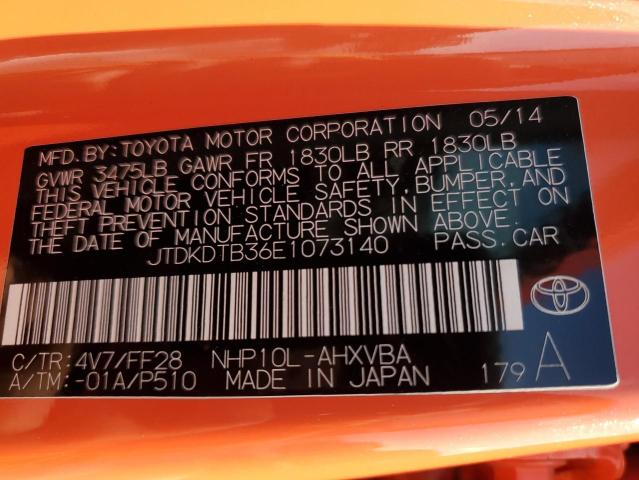 MFD.BY:TOYOTA MOTOR CORPORATION 05/14
GVWR 3475LB GAWR FR 1830LB RR 1830LB
THIS VEHICLE CONFORMS TO ALL APPLICABLE
FEDERAL MOTOR VEHICLE SAFETY,BUMPER,AND
THEFT PREVENTION STANDARDS IN EFFECT ON
THE DATE OF MANUFACTURE SHOWN ABOVE.
JTDKDTB36E1073140 PASS.CAR
C/TR:4V7/FF28 NHP10L-AHXVBA
A/TM:-01A/P510 MADE IN JAPAN 179 A